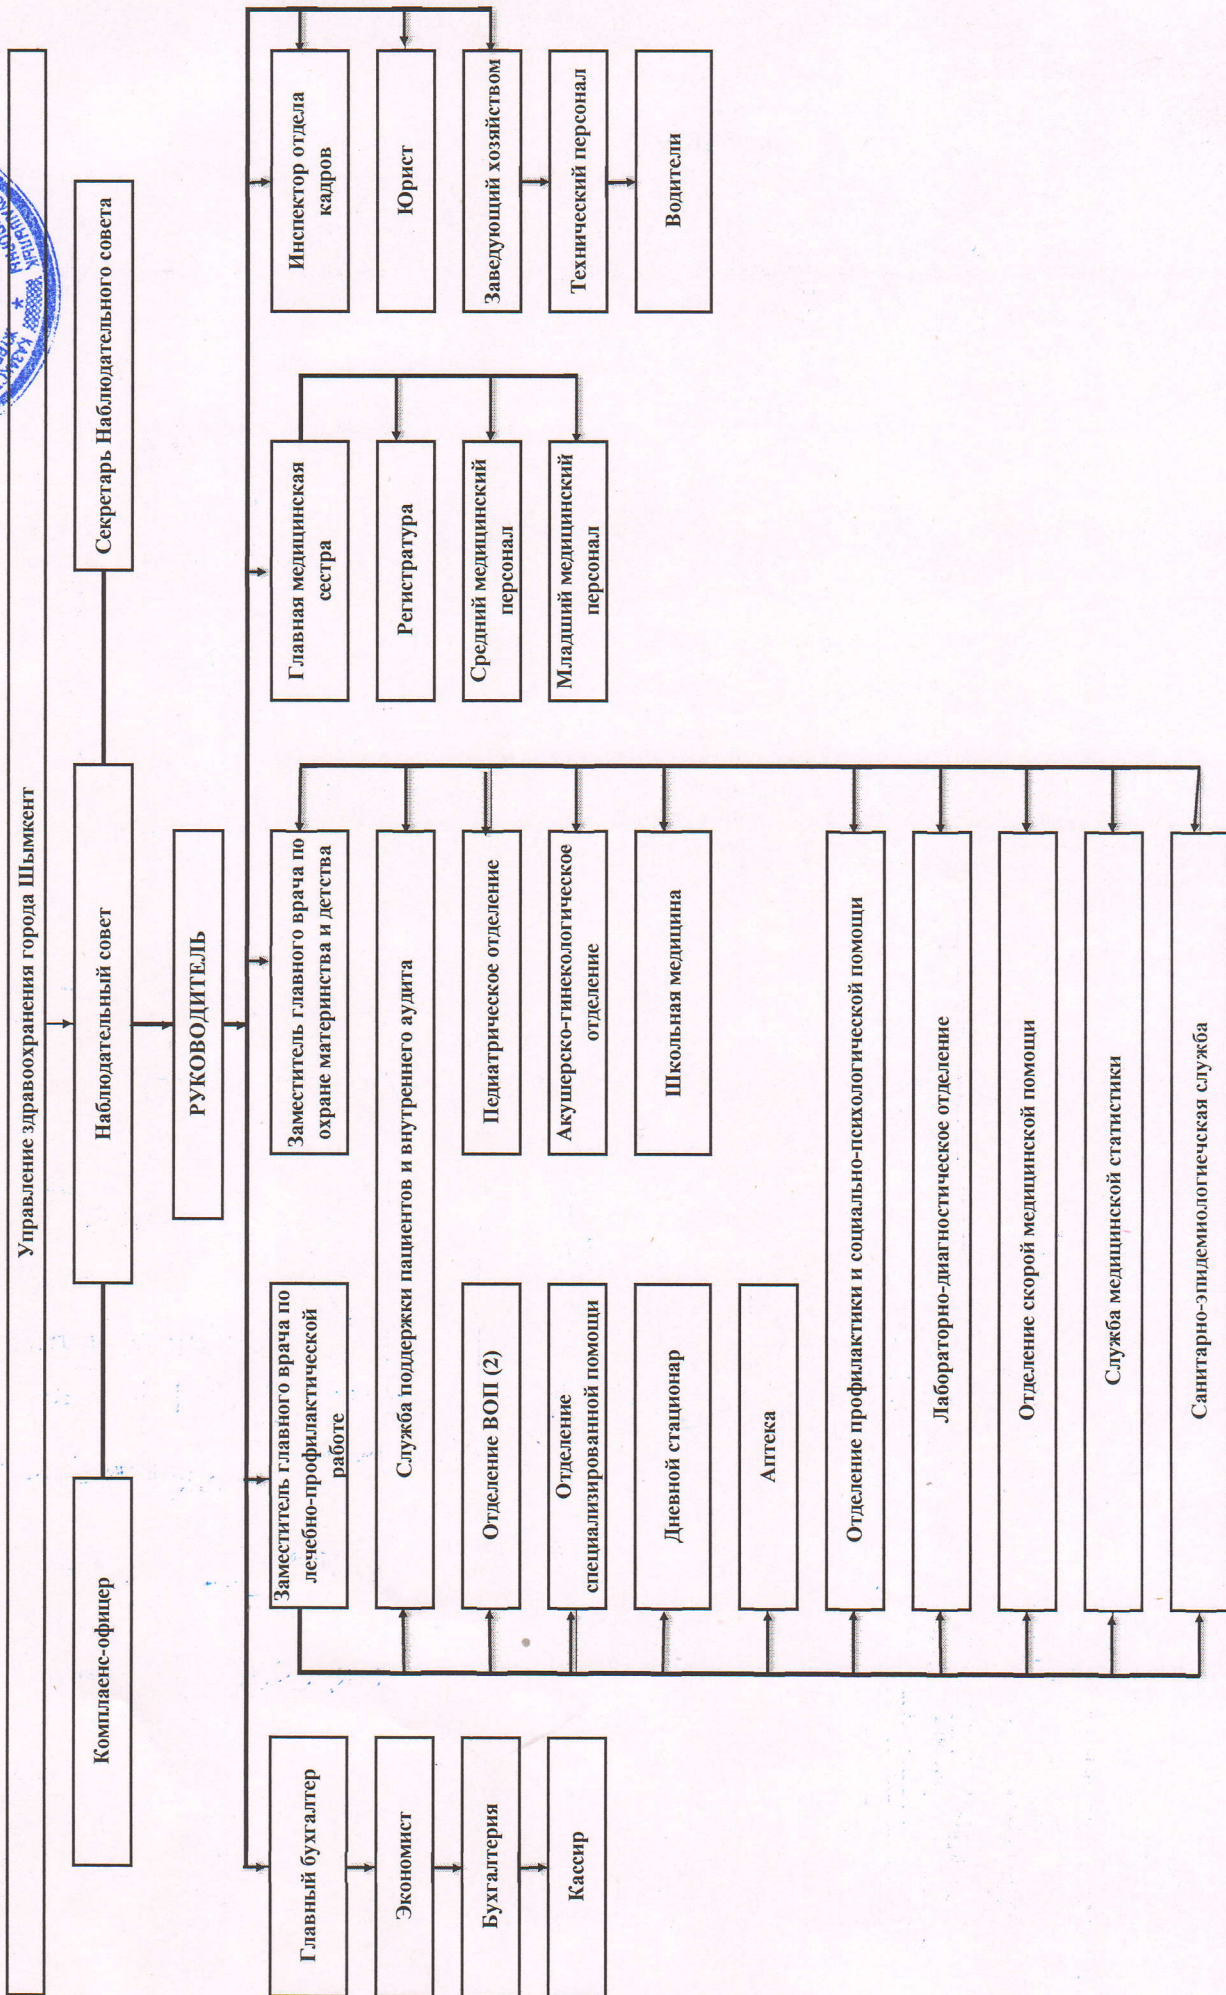 Управление здравоохранения города Шымкент
Комплаенс-офицер
Наблюдательный совет
Секретарь Наблюдательного совета
РУКОВОДИТЕЛЬ
Главный бухгалтер
Экономист
Бухгалтерия
Кассир
Заместитель главного врача по
лечебно-профилактической
работе
Заместитель главного врача по
охране материнства и детства
Служба поддержки пациентов и внутреннего аудита
Отделение ВОП (2)
Педиатрическое отделение
Отделение
специализированной помощи
Акушерско-гинекологическое
отделение
Дневной стационар
Школьная медицина
Аптека
Отделение профилактики и социально-психологической помощи
Лабораторно-диагностическое отделение
Отделение скорой медицинской помощи
Служба медицинской статистики
Санитарно-эпидемиологиечская служба
Главная медицинская
сестра
Регистратура
Средний медицинский
персонал
Младший медицинский
персонал
Инспектор отдела
кадров
Юрист
Заведующий хозяйством
Технический персонал
Водители